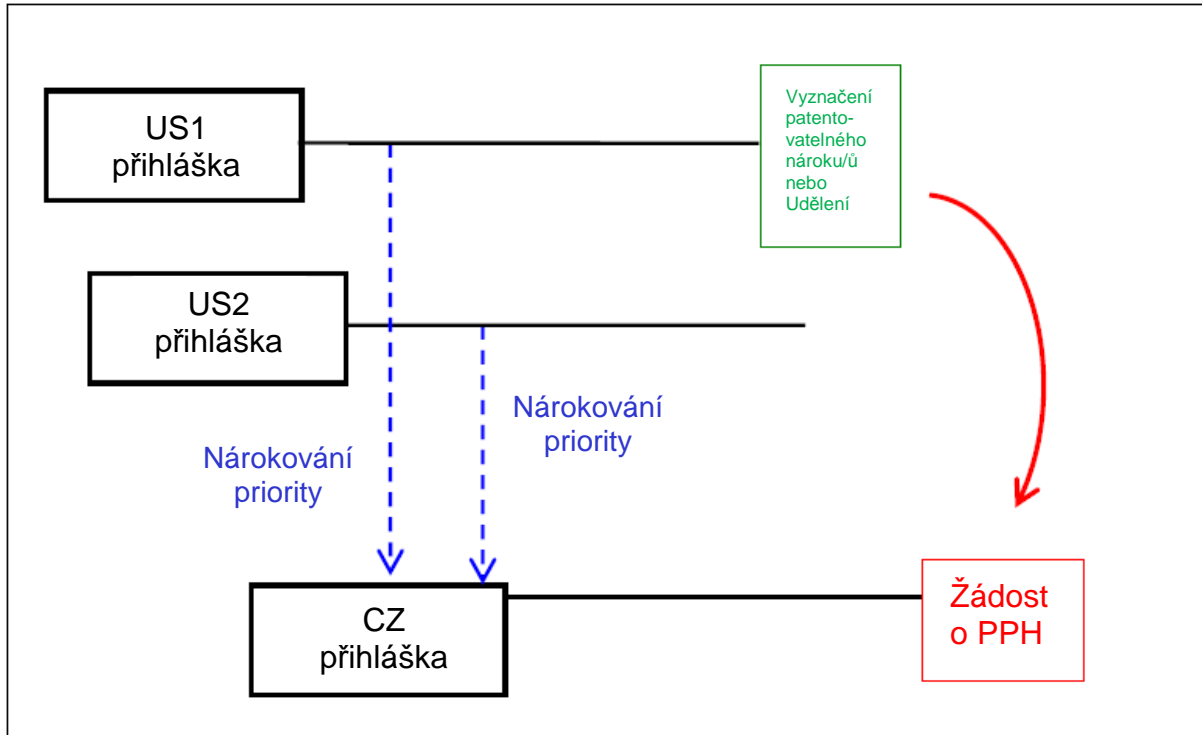 US1
přihláška
Vyznačení
patento-
vatelného
nároku/ů
nebo
Udělení
US2
přihláška
Nárokování
priority
Nárokování
priority
CZ
přihláška
Žádost
o PPH